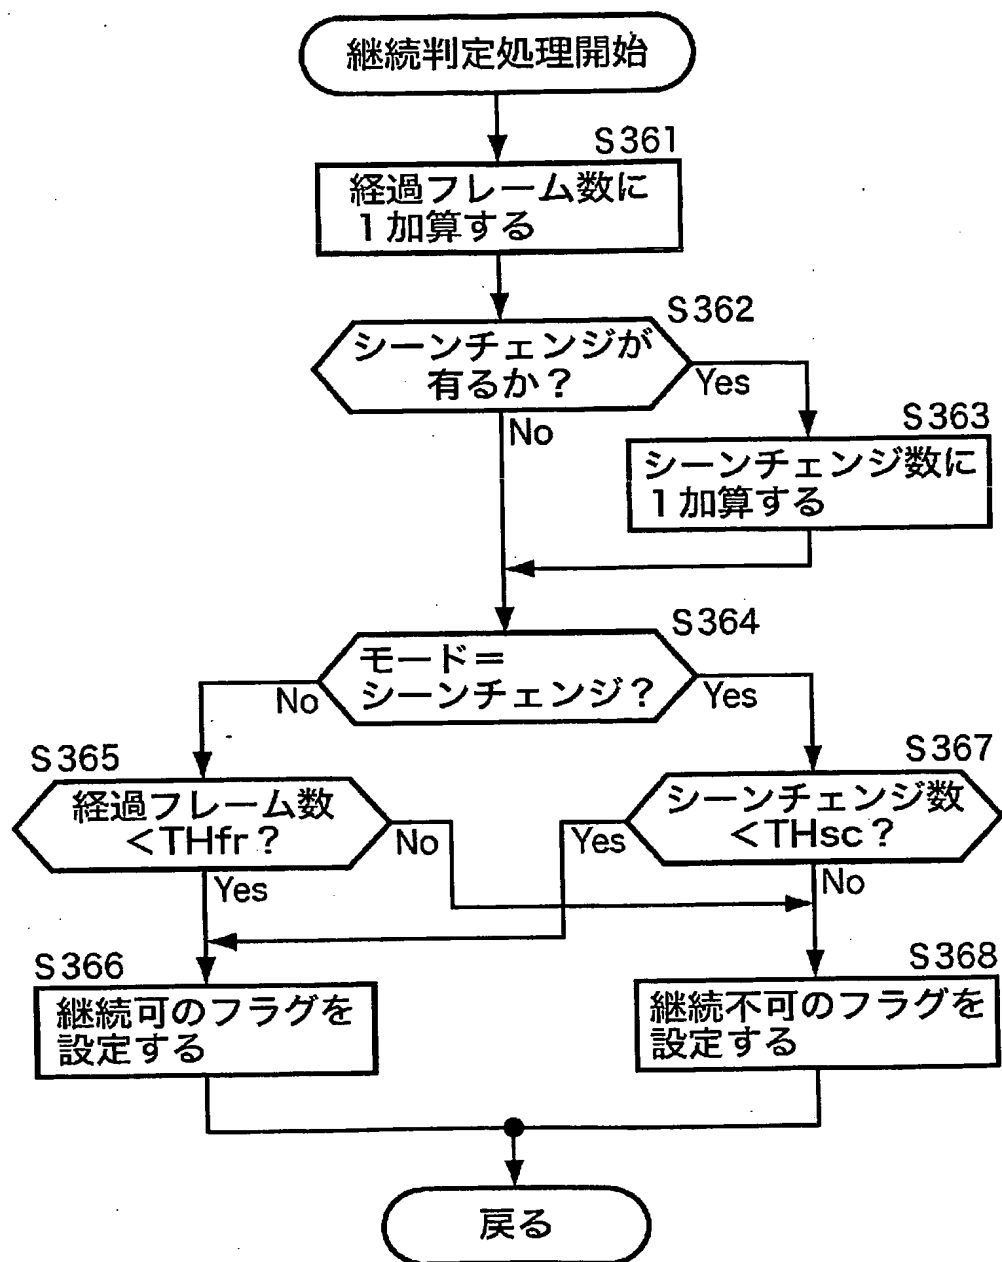 継続判定処理開始
S361
経過フレーム数に
1加算する
S362
シーンチェンジが
有るか？
Yes
No
S363
シーンチェンジ数に
1加算する
S364
モード＝
シーンチェンジ？
No
Yes
S365
経過フレーム数
＜THfr？
No
Yes
S367
シーンチェンジ数
＜THsc？
Yes
No
S366
継続可のフラグを
設定する
S368
継続不可のフラグを
設定する
戻る